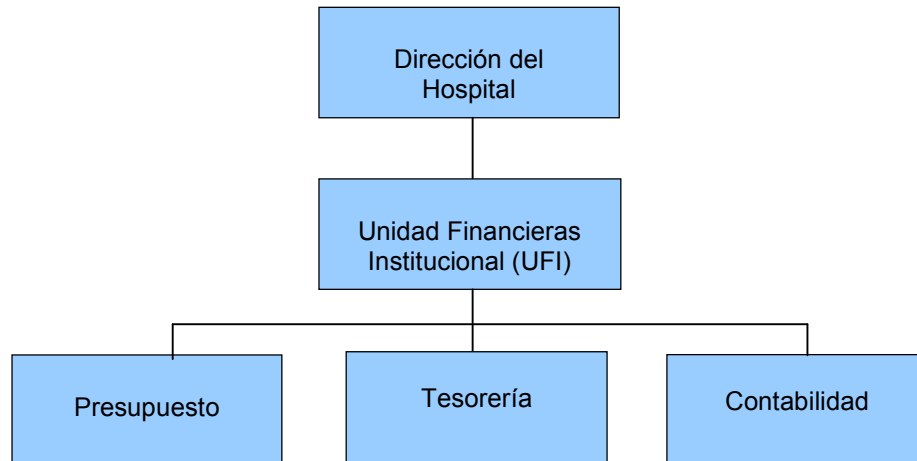 Dirección del
Hospital
Unidad Financieras
Institucional (UFI)
Presupuesto
Tesorería
Contabilidad